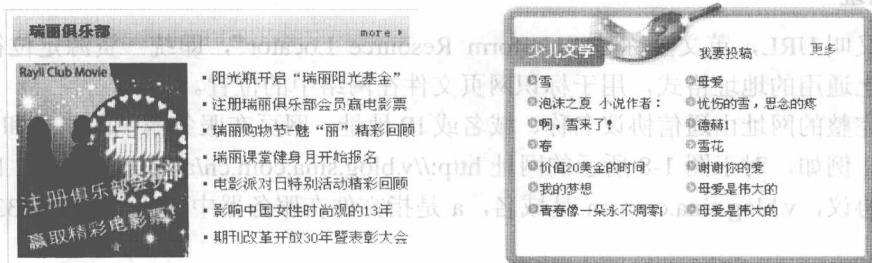 瑞丽俱乐部
more
Rayli Club Movie
瑞丽
俱乐部
注册俱乐部会员
赢取精彩电影票!
阳光瓶开启“瑞丽阳光基金”
注册瑞丽俱乐部会员赢电影票
瑞丽购物节-魅“丽”精彩回顾
瑞丽课堂健身月开始报名
电影派对日特别活动精彩回顾
影响中国女性时尚观的13年
期刊改革开放30年暨表彰大会
少儿文学
我要投稿
更多
雪
泡沫之夏 小说作者:
啊,雪来了!
春
价值20美金的时间
我的梦想
青春像一朵永不凋零
母爱
忧伤的雪,思念的疼
雪花
谢谢你的爱
母爱是伟大的
母爱是伟大的